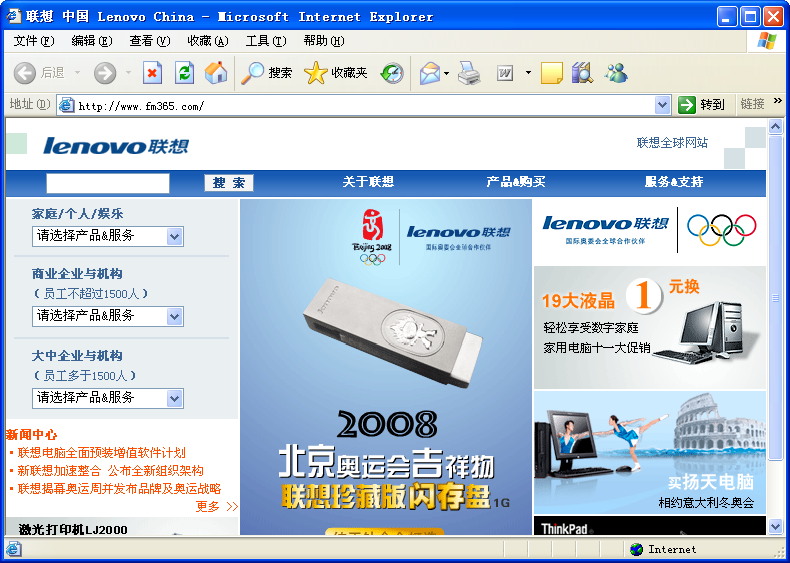 联想 中国 Lenovo China - Microsoft Internet Explorer
文件(F) 编辑(E) 查看(V) 收藏(A) 工具(T) 帮助(H)
后退 搜索 收藏夹 W
地址(D) http://www.fm365.com/ 转到 链接 »
lenovo联想 联想全球网站
搜 索 关于联想 产品&购买 服务&支持
家庭/个人/娱乐
请选择产品&服务
商业企业与机构
( 员工不超过1500人 )
请选择产品&服务
大中企业与机构
( 员工多于1500人 )
请选择产品&服务
新闻中心
联想电脑全面预装增值软件计划
新联想加速整合 公布全新组织架构
联想揭幕奥运周并发布品牌及奥运战略
更多 >>
激光打印机LJ2000
Beijing 2008
lenovo联想
国际奥委会全球合作伙伴
lenovo
2008
北京奥运会吉祥物
联想珍藏版闪存盘1G
lenovo联想
国际奥委会全球合作伙伴
19大液晶 1元换
轻松享受数字家庭
家用电脑十一大促销
买扬天电脑
相约意大利冬奥会
ThinkPad
Internet